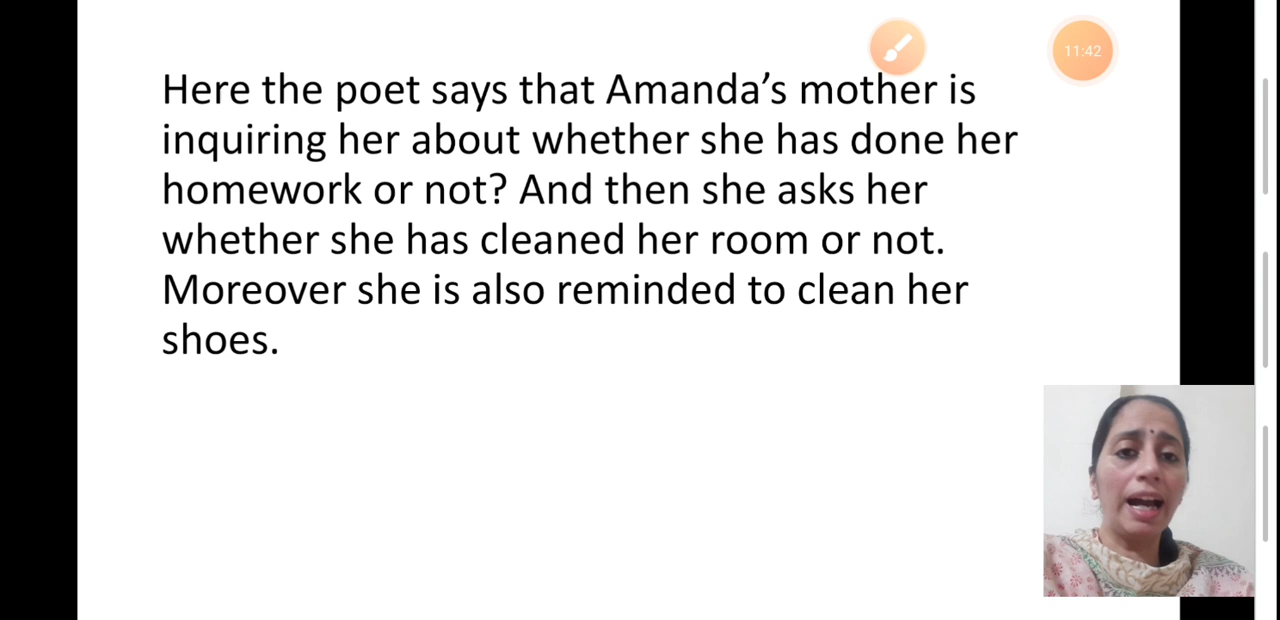 11:42
Here the poet says that Amanda’s mother is
inquiring her about whether she has done her
homework or not? And then she asks her
whether she has cleaned her room or not.
Moreover she is also reminded to clean her
shoes.